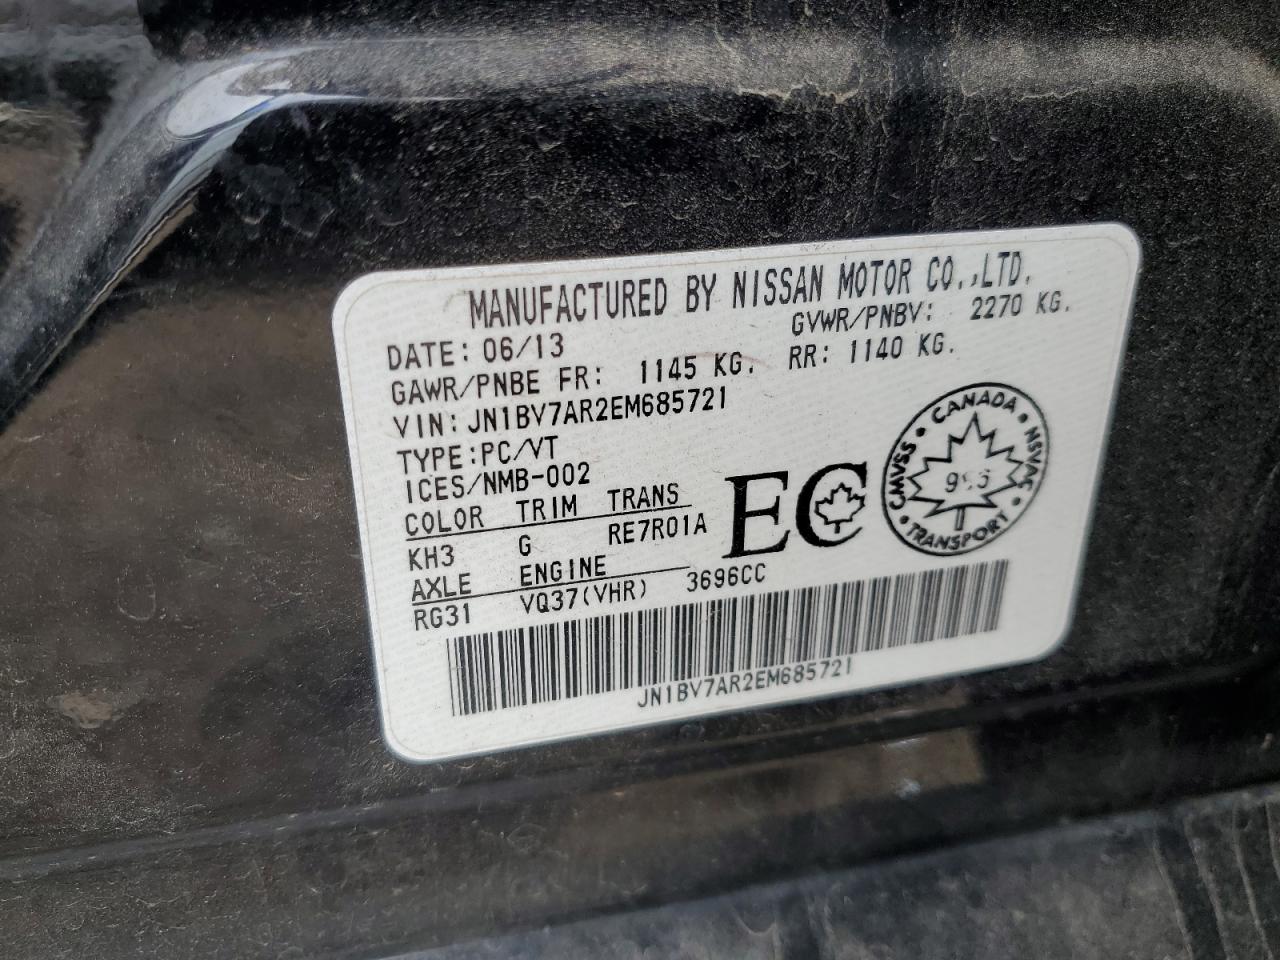 MANUFACTURED BY NISSAN MOTOR CO.,LTD.
DATE: 06/13 GVWR/PNBV: 2270 KG.
GAWR/PNBE FR: 1145 KG. RR: 1140 KG.
VIN: JN1BV7AR2EM685721
TYPE:PC/VT
ICES/NMB-002
COLOR TRIM TRANS
KH3 G RE7R01A
AXLE ENGINE
RG31 VQ37(VHR) 3696CC
EC
CANADA • NSVAC • TRANSPORT • CMVSS •
JN1BV7AR2EM685721